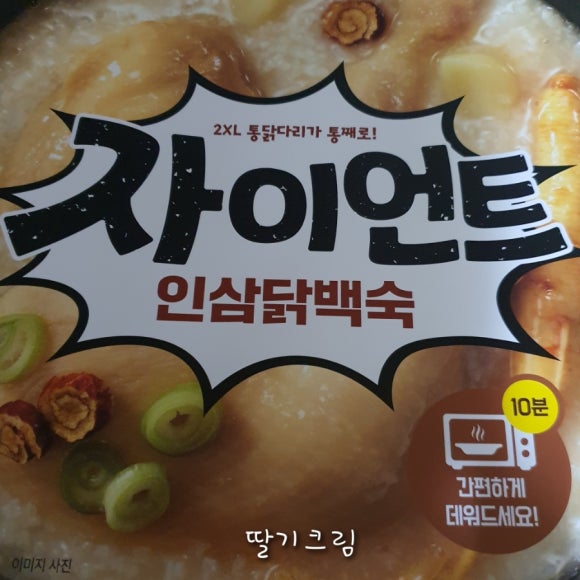 2XL 통닭다리가 통째로!
자이언트
인삼닭백숙
10분
간편하게
데워드세요!
딸기크림
이미지 사진